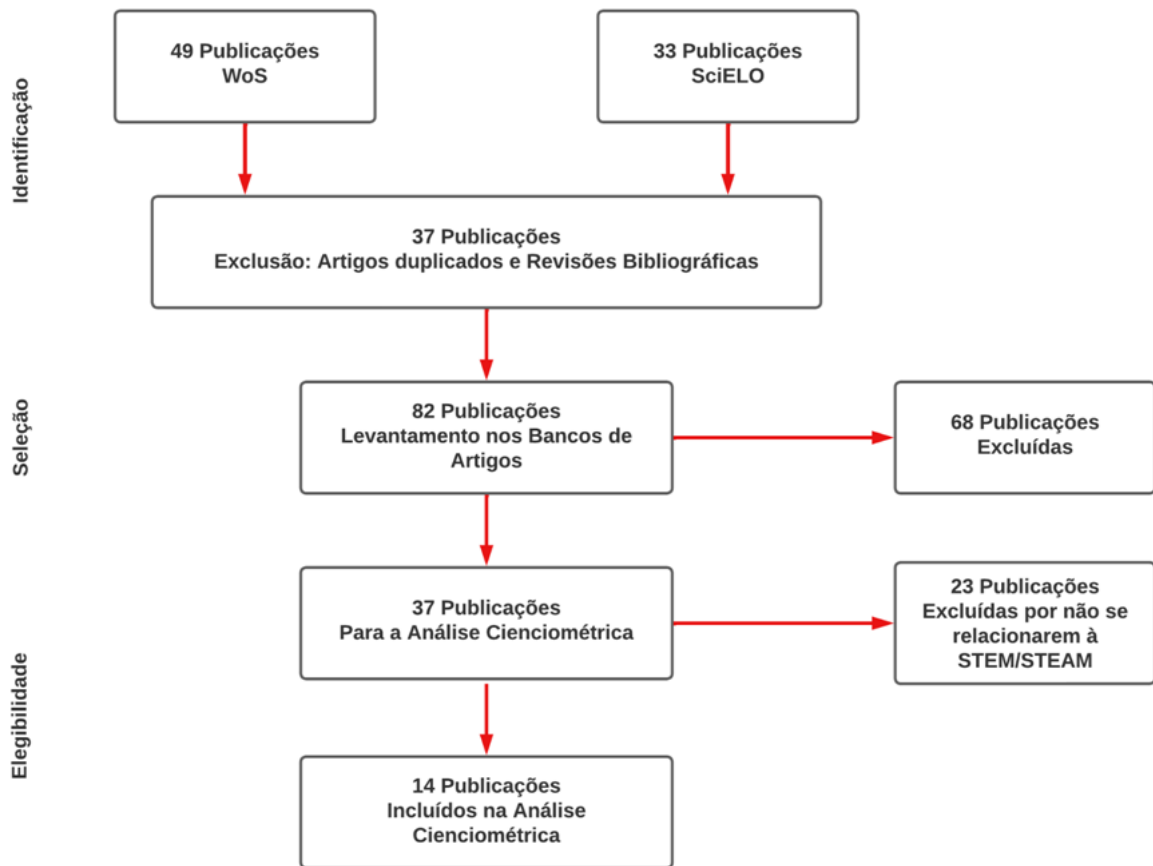 Identificação
49 Publicações
WoS
33 Publicações
SciELO
37 Publicações
Exclusão: Artigos duplicados e Revisões Bibliográficas
Seleção
82 Publicações
Levantamento nos Bancos de
Artigos
68 Publicações
Excluídas
Elegibilidade
37 Publicações
Para a Análise Cienciométrica
23 Publicações
Excluídas por não se
relacionarem à
STEM/STEAM
14 Publicações
Incluídos na Análise
Cienciométrica